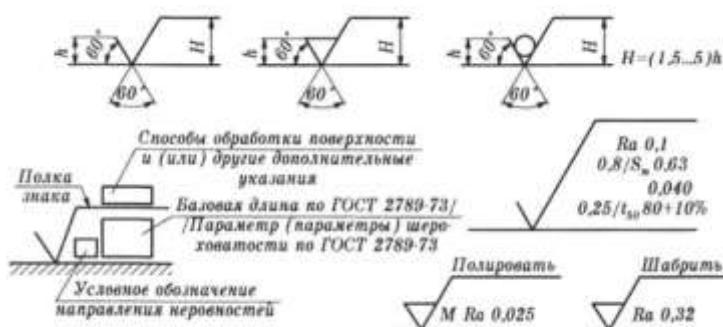 h 60° H 60°
h 60° H 60°
h 60° H 60°
H=(1,5...5)h
Способы обработки поверхности
и (или) другие дополнительные
указания
Полка
знака
Базовая длина по ГОСТ 2789-73/
/Параметр (параметры) шеро-
ховатости по ГОСТ 2789-73
Условное обозначение
направления неровностей
Ra 0,1
0,8/Sm 0,63
0,040
0,25/t50 80+10%
Полировать
M Ra 0,025
Шабрить
Ra 0,32